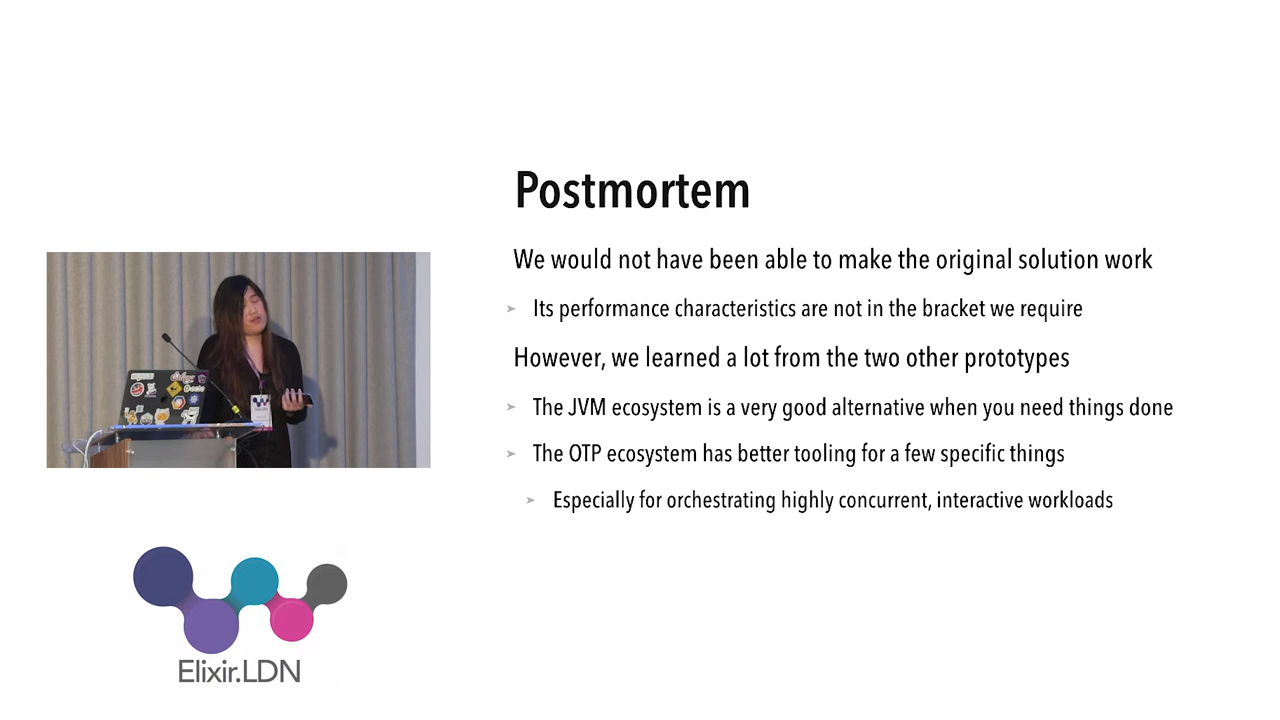 Postmortem
We would not have been able to make the original solution work
Its performance characteristics are not in the bracket we require
However, we learned a lot from the two other prototypes
The JVM ecosystem is a very good alternative when you need things done
The OTP ecosystem has better tooling for a few specific things
Especially for orchestrating highly concurrent, interactive workloads
Elixir.LDN